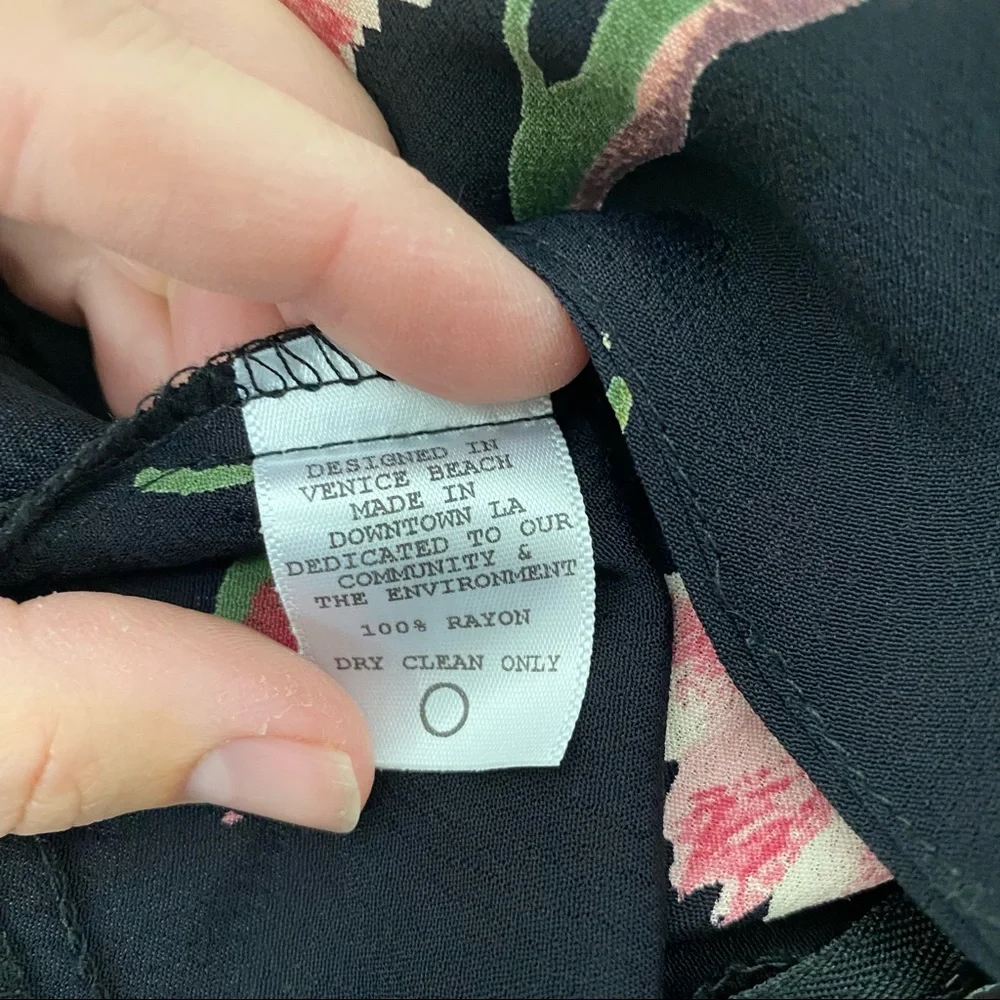 DESIGNED IN
VENICE BEACH
MADE IN
DOWNTOWN LA
DEDICATED TO OUR
COMMUNITY &
THE ENVIRONMENT
100% RAYON
DRY CLEAN ONLY